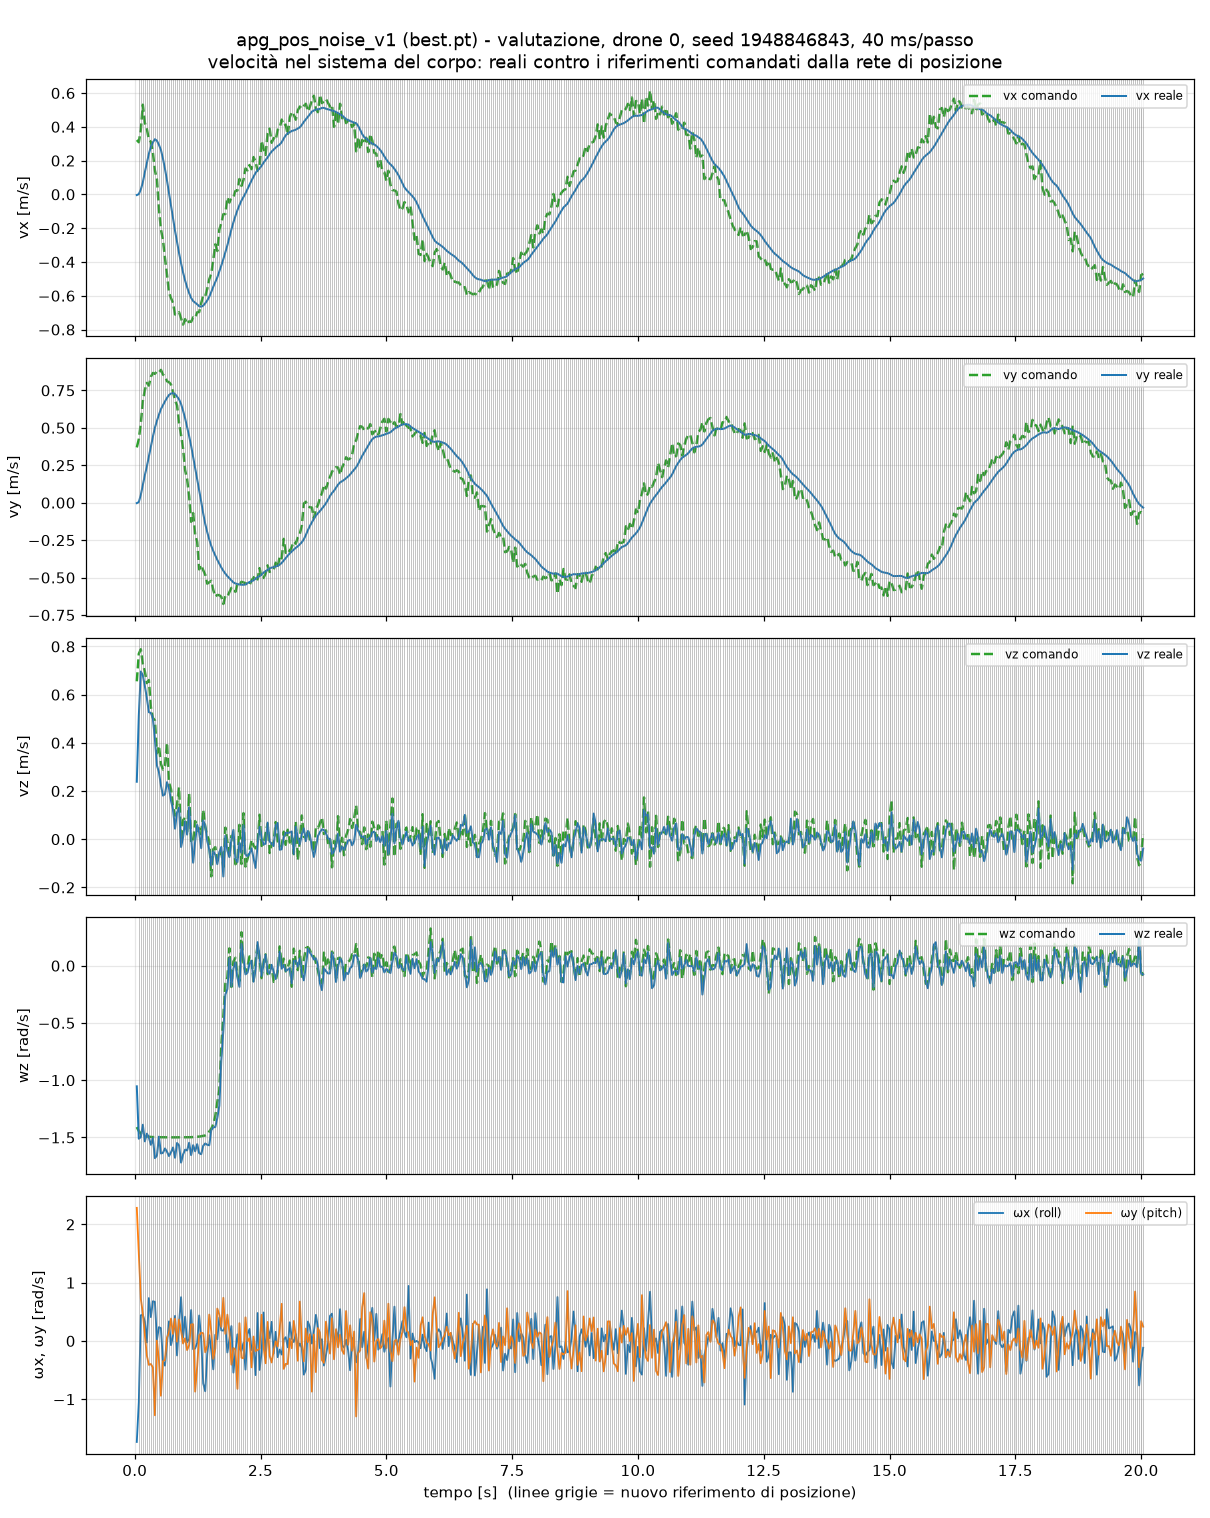 apg_pos_noise_v1 (best.pt) - valutazione, drone 0, seed 1948846843, 40 ms/passo
velocità nel sistema del corpo: reali contro i riferimenti comandati dalla rete di posizione
vx comando
vx reale
0.6
0.4
0.2
0.0
−0.2
−0.4
−0.6
−0.8
vx [m/s]
vy comando
vy reale
0.75
0.50
0.25
0.00
−0.25
−0.50
−0.75
vy [m/s]
vz comando
vz reale
0.8
0.6
0.4
0.2
0.0
−0.2
vz [m/s]
wz comando
wz reale
0.0
−0.5
−1.0
−1.5
wz [rad/s]
ωx (roll)
ωy (pitch)
2
1
0
−1
ωx, ωy [rad/s]
0.0
2.5
5.0
7.5
10.0
12.5
15.0
17.5
20.0
tempo [s]  (linee grigie = nuovo riferimento di posizione)